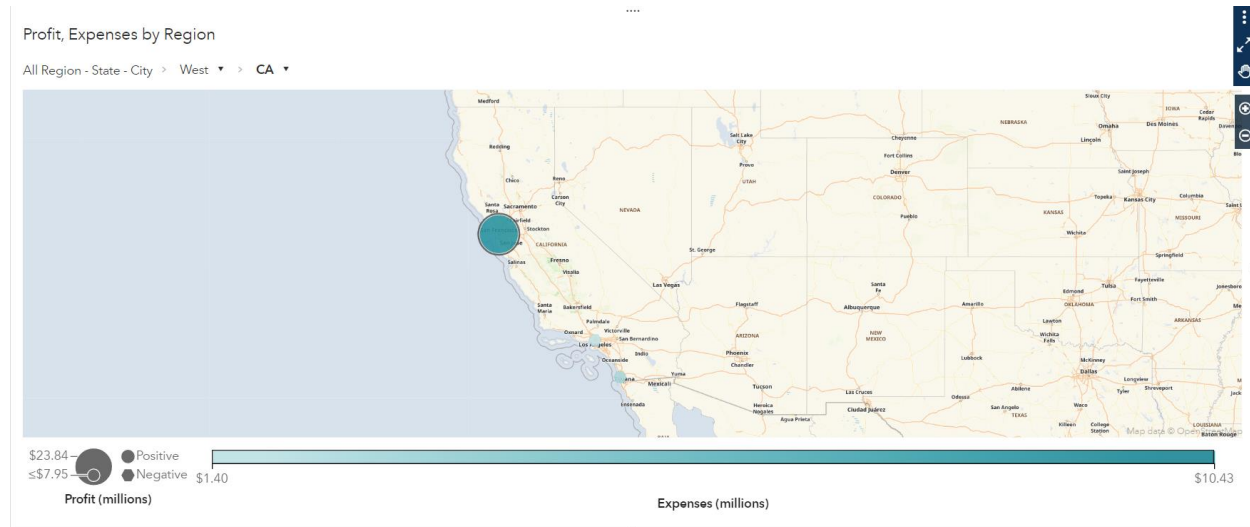 Profit, Expenses by Region
All Region - State - City > West ▼ > CA ▼
Medford
Sioux City
IOWA
Cedar Rapids
NEBRASKA
Omaha
Des Moines
Redding
Salt Lake City
Cheyenne
Lincoln
Provo
Fort Collins
UTAH
Denver
Saint Joseph
Chico
Reno
Carson City
COLORADO
Topeka
Kansas City
Columbia
Santa Rosa
Sacramento
NEVADA
Pueblo
KANSAS
MISSOURI
Stockton
Wichita
CALIFORNIA
St. George
Springfield
Salinas
Fresno
Visalia
Las Vegas
Santa Fe
Edmond
Tulsa
Fayetteville
Jonesboro
Santa Maria
Bakersfield
Flagstaff
Albuquerque
Amarillo
OKLAHOMA
Fort Smith
Palmdale
Lawton
ARKANSAS
Oxnard
Victorville
San Bernardino
ARIZONA
NEW MEXICO
Wichita Falls
Indio
Phoenix
Chandler
Lubbock
McKinney
Oceanside
Dallas
Yuma
Mexicali
Tucson
Las Cruces
Abilene
Longview
Tyler
Shreveport
Odessa
Ensenada
Heroica Nogales
Ciudad Juárez
San Angelo
Waco
TEXAS
Agua Prieta
Killeen
College Station
LOUISIANA
Baton Rouge
Map data © OpenStreetMap
$23.84
Positive
≤$7.95
Negative
$1.40
$10.43
Profit (millions)
Expenses (millions)